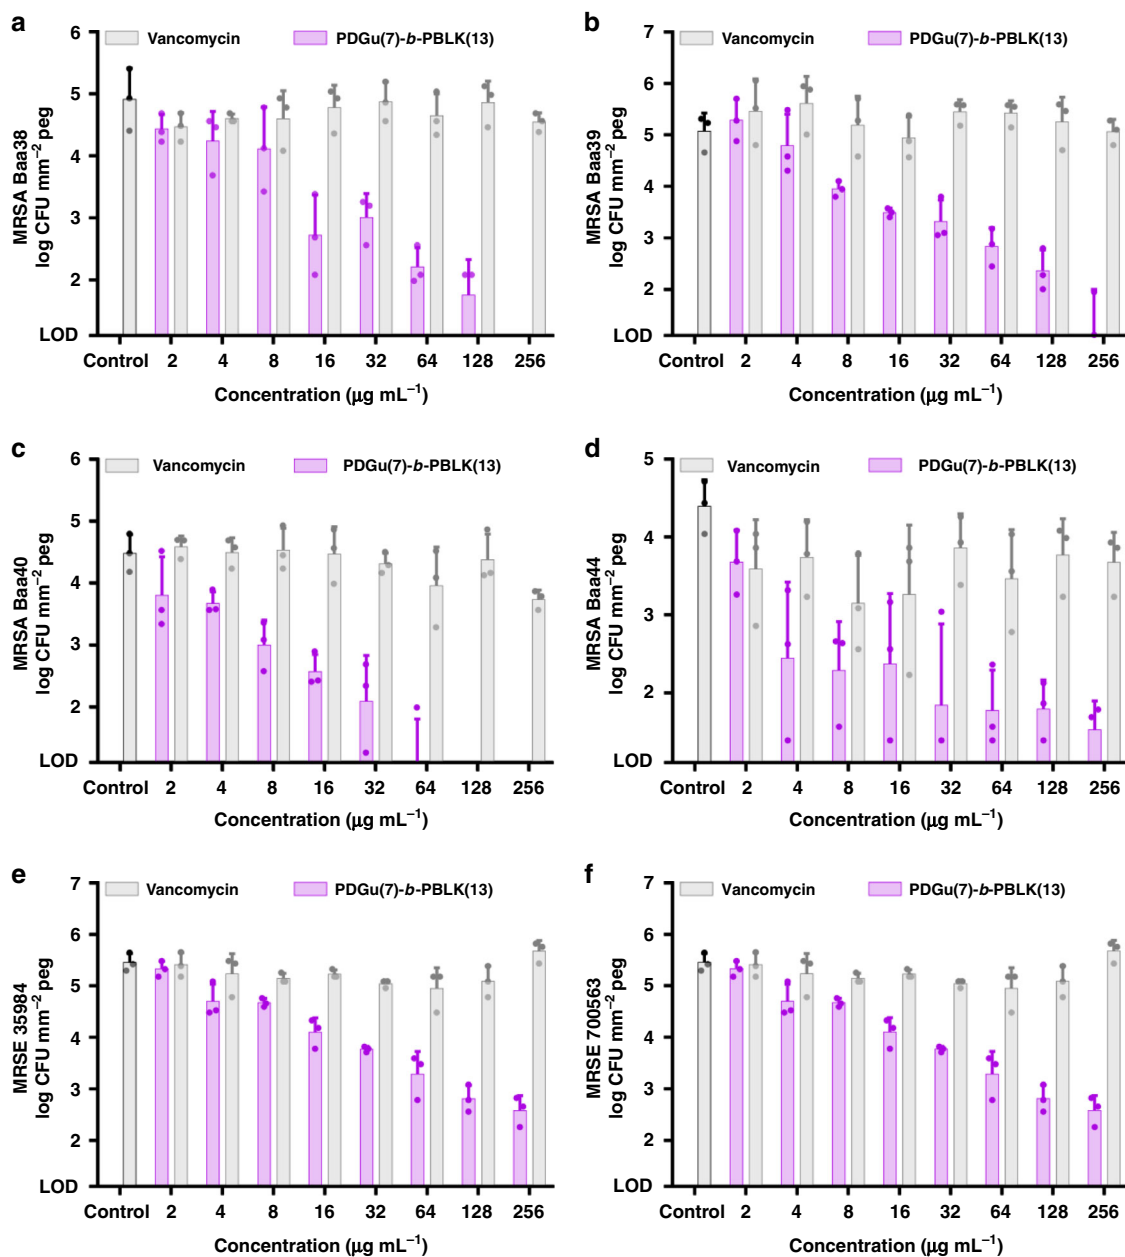 a
Vancomycin
PDGu(7)-b-PBLK(13)
MRSA Baa38
log CFU mm⁻² peg
6
5
4
3
2
LOD
Control 2 4 8 16 32 64 128 256
Concentration (µg mL⁻¹)
b
Vancomycin
PDGu(7)-b-PBLK(13)
MRSA Baa39
log CFU mm⁻² peg
7
6
5
4
3
2
LOD
Control 2 4 8 16 32 64 128 256
Concentration (µg mL⁻¹)
c
Vancomycin
PDGu(7)-b-PBLK(13)
MRSA Baa40
log CFU mm⁻² peg
6
5
4
3
2
LOD
Control 2 4 8 16 32 64 128 256
Concentration (µg mL⁻¹)
d
Vancomycin
PDGu(7)-b-PBLK(13)
MRSA Baa44
log CFU mm⁻² peg
5
4
3
2
LOD
Control 2 4 8 16 32 64 128 256
Concentration (µg mL⁻¹)
e
Vancomycin
PDGu(7)-b-PBLK(13)
MRSE 35984
log CFU mm⁻² peg
7
6
5
4
3
2
LOD
Control 2 4 8 16 32 64 128 256
Concentration (µg mL⁻¹)
f
Vancomycin
PDGu(7)-b-PBLK(13)
MRSE 700563
log CFU mm⁻² peg
7
6
5
4
3
2
LOD
Control 2 4 8 16 32 64 128 256
Concentration (µg mL⁻¹)